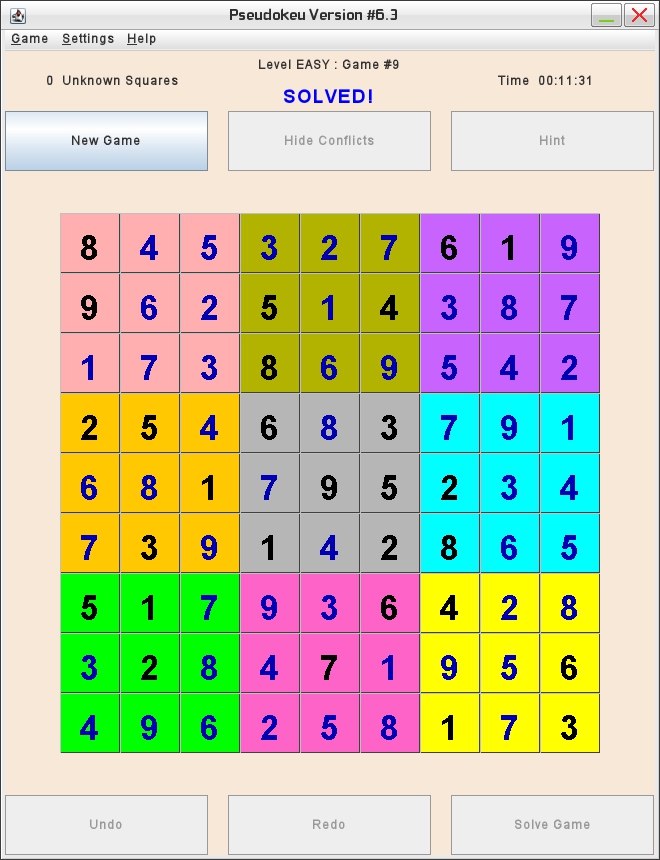 Pseudokeu Version #6.3
Game Settings Help
Level EASY : Game #9
0 Unknown Squares
Time 00:11:31
SOLVED!
New Game Hide Conflicts Hint
8 4 5 3 2 7 6 1 9
9 6 2 5 1 4 3 8 7
1 7 3 8 6 9 5 4 2
2 5 4 6 8 3 7 9 1
6 8 1 7 9 5 2 3 4
7 3 9 1 4 2 8 6 5
5 1 7 9 3 6 4 2 8
3 2 8 4 7 1 9 5 6
4 9 6 2 5 8 1 7 3
Undo Redo Solve Game